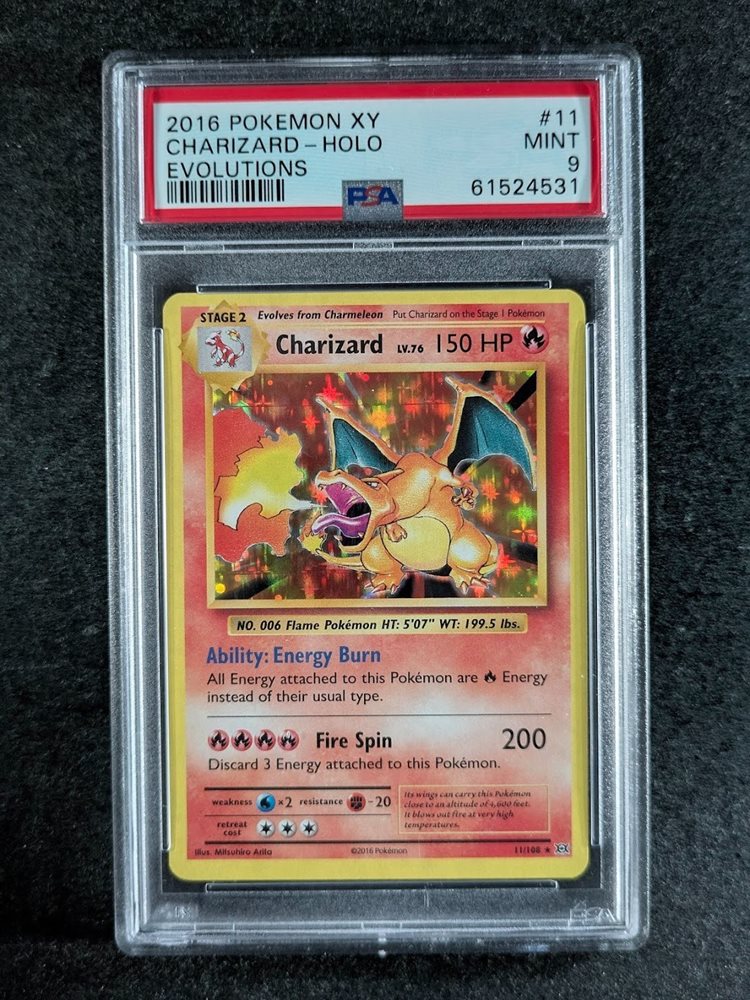 2016 POKEMON XY #11
CHARIZARD-HOLO MINT
EVOLUTIONS 9
61524531
PSA
STAGE 2 Evolves from Charmeleon Put Charizard on the Stage 1 Pokémon
Charizard LV.76 150 HP
NO. 006 Flame Pokémon HT: 5'07" WT: 199.5 lbs.
Ability: Energy Burn
All Energy attached to this Pokémon are Energy
instead of their usual type.
Fire Spin 200
Discard 3 Energy attached to this Pokémon.
weakness ×2 resistance -20
retreat
cost
Its wings can carry this Pokémon
close to an altitude of 4,600 feet.
It blows out fire at very high
temperatures.
Illus. Mitsuhiro Arita ©2016 Pokémon 11/108 ★
PSA